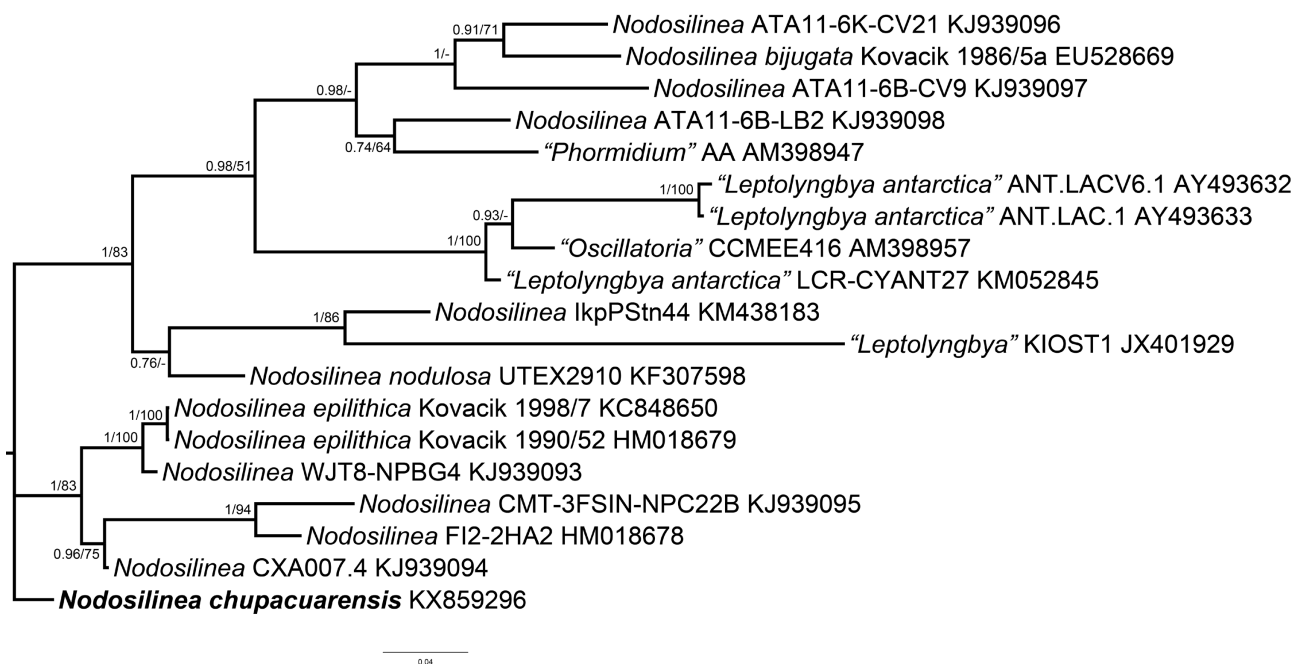 0.91/71
Nodosilinea ATA11-6K-CV21 KJ939096
1/-
Nodosilinea bijugata Kovacik 1986/5a EU528669
0.98/-
Nodosilinea ATA11-6B-CV9 KJ939097
Nodosilinea ATA11-6B-LB2 KJ939098
0.74/64
“Phormidium” AA AM398947
0.98/51
1/100
“Leptolyngbya antarctica” ANT.LACV6.1 AY493632
0.93/-
“Leptolyngbya antarctica” ANT.LAC.1 AY493633
1/100
“Oscillatoria” CCMEE416 AM398957
1/83
“Leptolyngbya antarctica” LCR-CYANT27 KM052845
1/86
Nodosilinea IkpPStn44 KM438183
“Leptolyngbya” KIOST1 JX401929
0.76/-
Nodosilinea nodulosa UTEX2910 KF307598
1/100
Nodosilinea epilithica Kovacik 1998/7 KC848650
1/100
Nodosilinea epilithica Kovacik 1990/52 HM018679
Nodosilinea WJT8-NPBG4 KJ939093
1/83
1/94
Nodosilinea CMT-3FSIN-NPC22B KJ939095
Nodosilinea FI2-2HA2 HM018678
0.96/75
Nodosilinea CXA007.4 KJ939094
Nodosilinea chupacuarensis KX859296
0.04